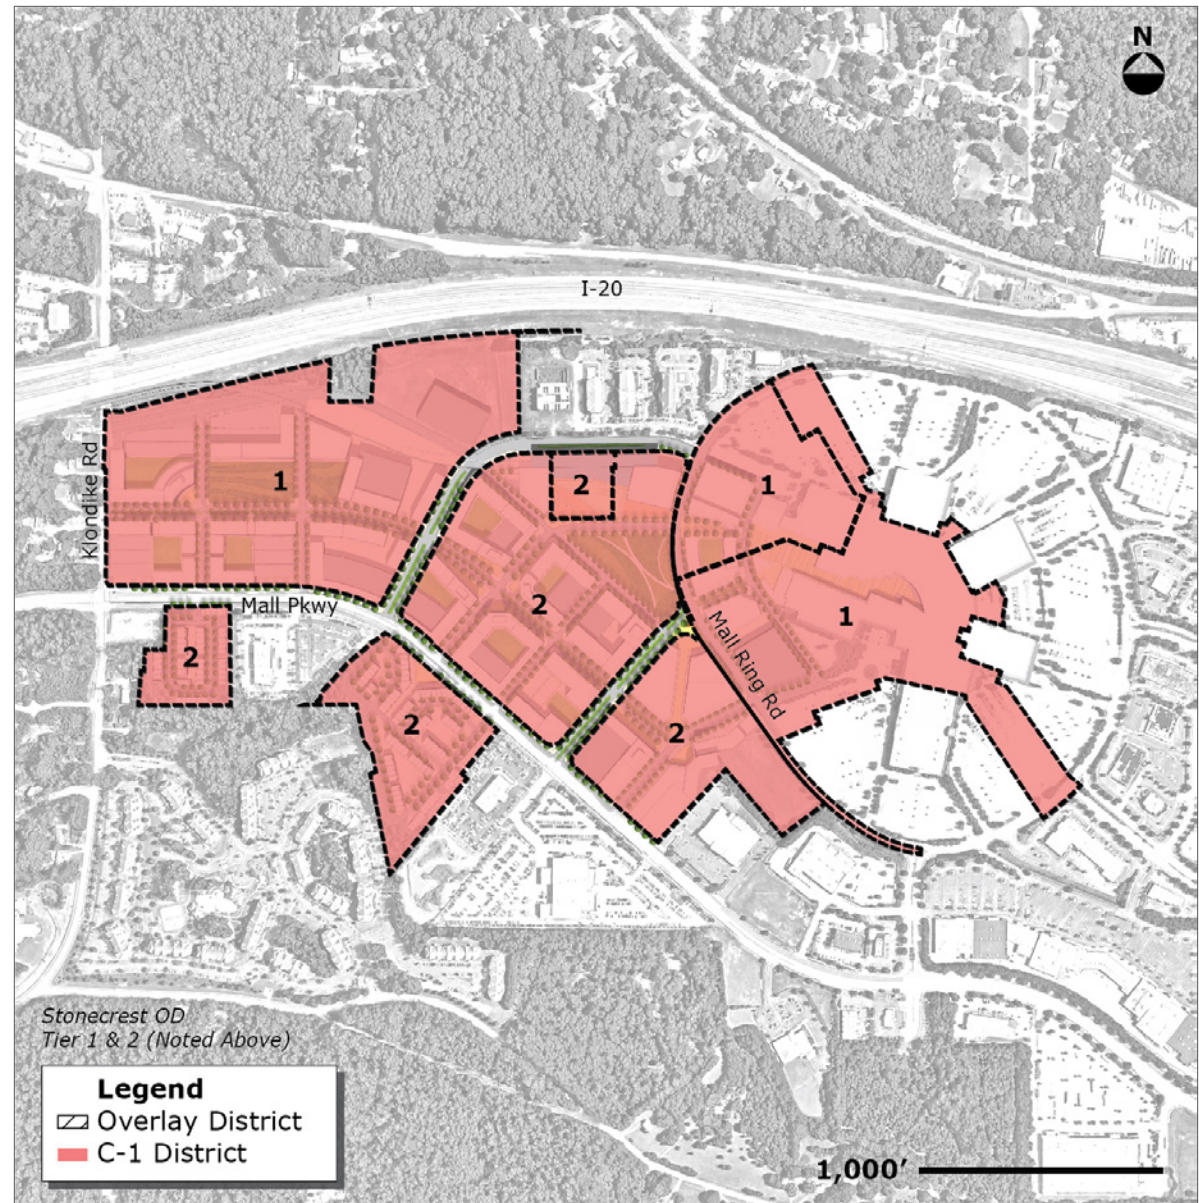 N
I-20
Klondike Rd
1
2
1
2
1
Mall Pkwy
2
Mall Ring Rd
2
2
Stonecrest OD
Tier 1 & 2 (Noted Above)
Legend
Overlay District
C-1 District
1,000′